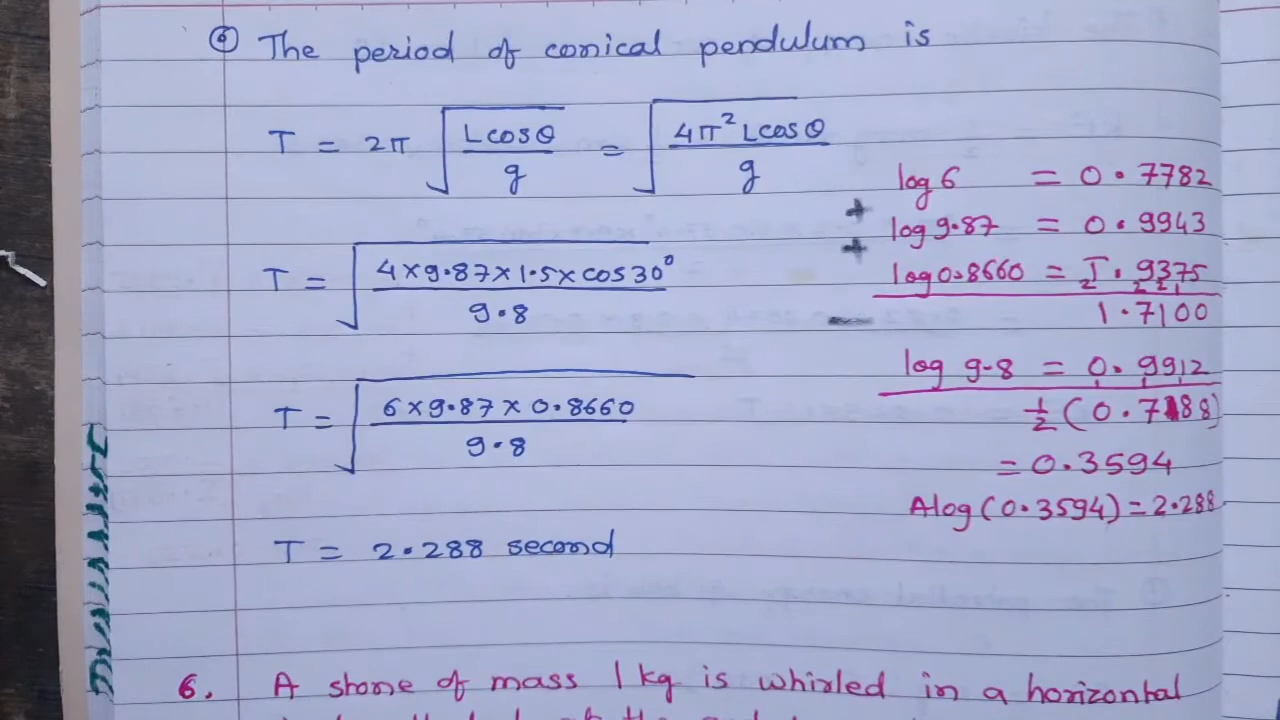 ④ The period of conical pendulum is
T = 2π √(Lcosθ / g) = √(4π² Lcosθ / g)
T = √(4×9.87×1.5×cos30° / 9.8)
T = √(6×9.87×0.8660 / 9.8)
T = 2.288 second
log 6 = 0.7782
+ log 9.87 = 0.9943
+ log 0.8660 = 1̅.9375
1.7100
− log 9.8 = 0.9912
½ (0.7188)
= 0.3594
Alog (0.3594) = 2.288
6. A stone of mass 1 kg is whirled in a horizontal